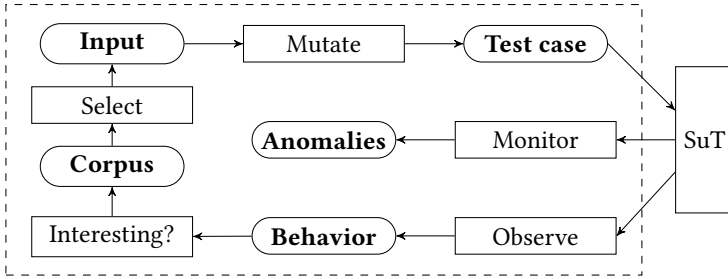 Input
Mutate
Test case
Select
Anomalies
Monitor
SuT
Corpus
Interesting?
Behavior
Observe